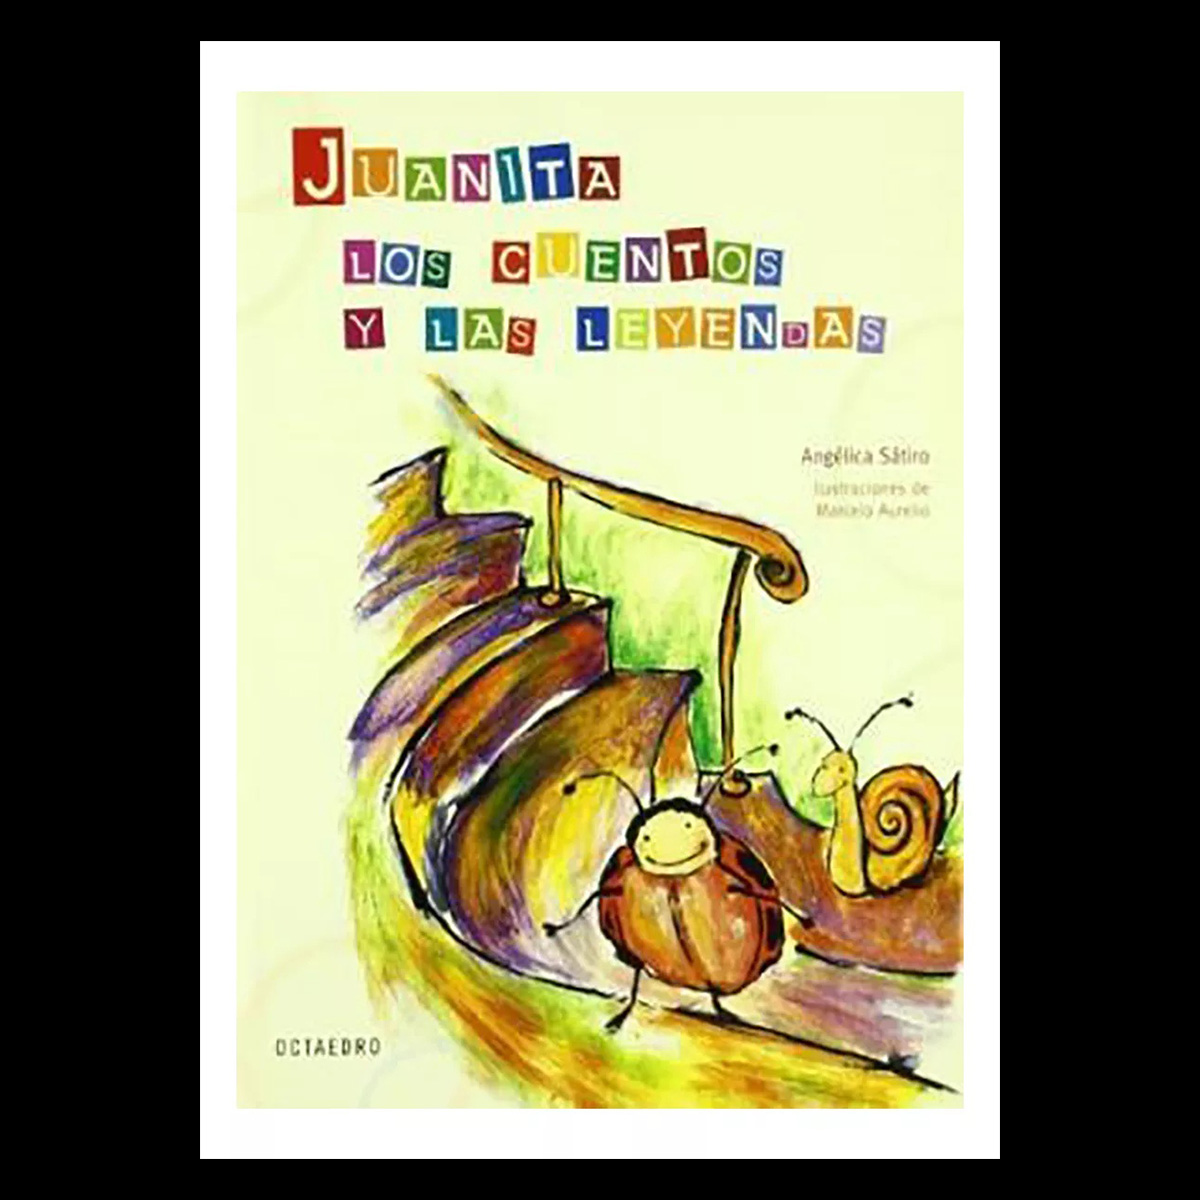 JUANITA
LOS CUENTOS
Y LAS LEYENDAS
Angélica Sátiro
Ilustraciones de
Marcelo Aurelio
OCTAEDRO